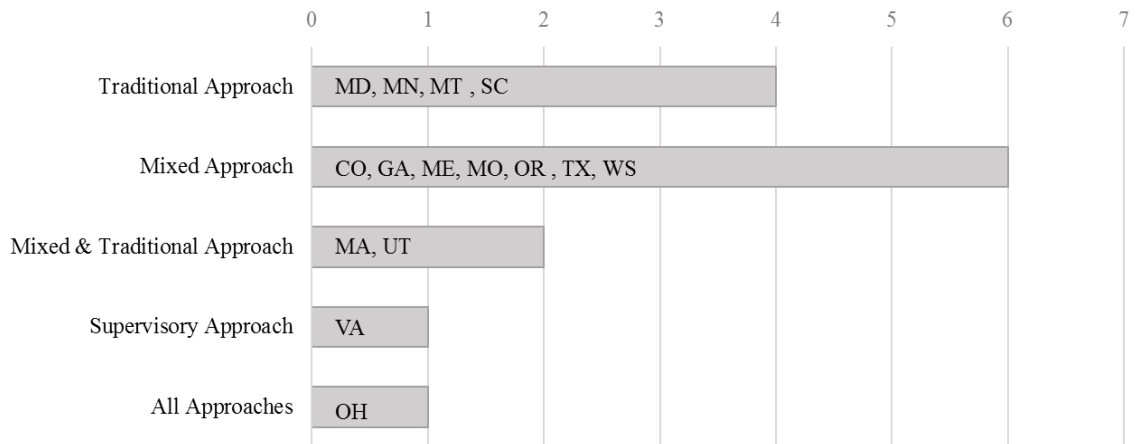 0 1 2 3 4 5 6 7
Traditional Approach MD, MN, MT , SC
Mixed Approach CO, GA, ME, MO, OR , TX, WS
Mixed & Traditional Approach MA, UT
Supervisory Approach VA
All Approaches OH